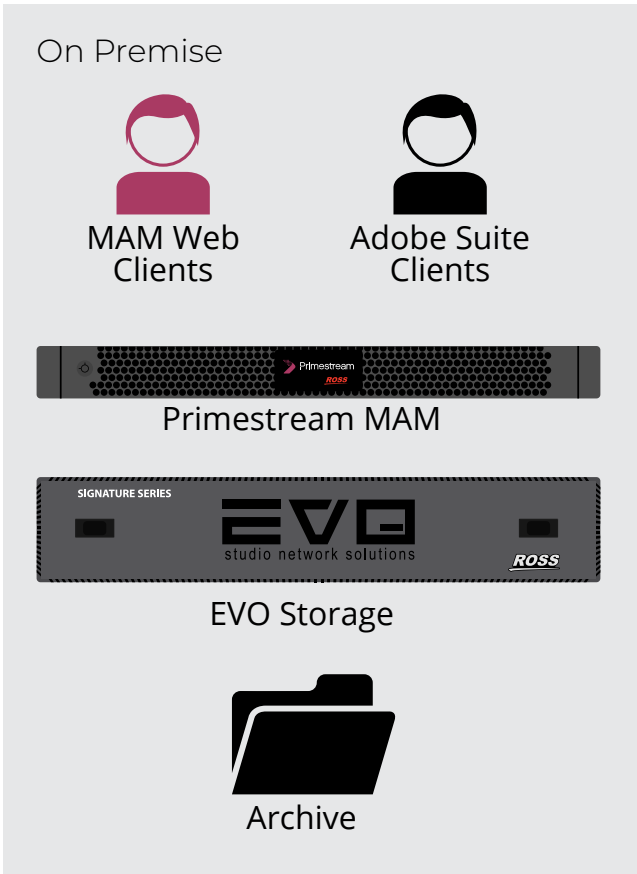 On Premise
MAM Web
Clients
Adobe Suite
Clients
Primestream
ROSS
Primestream MAM
SIGNATURE SERIES
EVO
studio network solutions
ROSS
EVO Storage
Archive